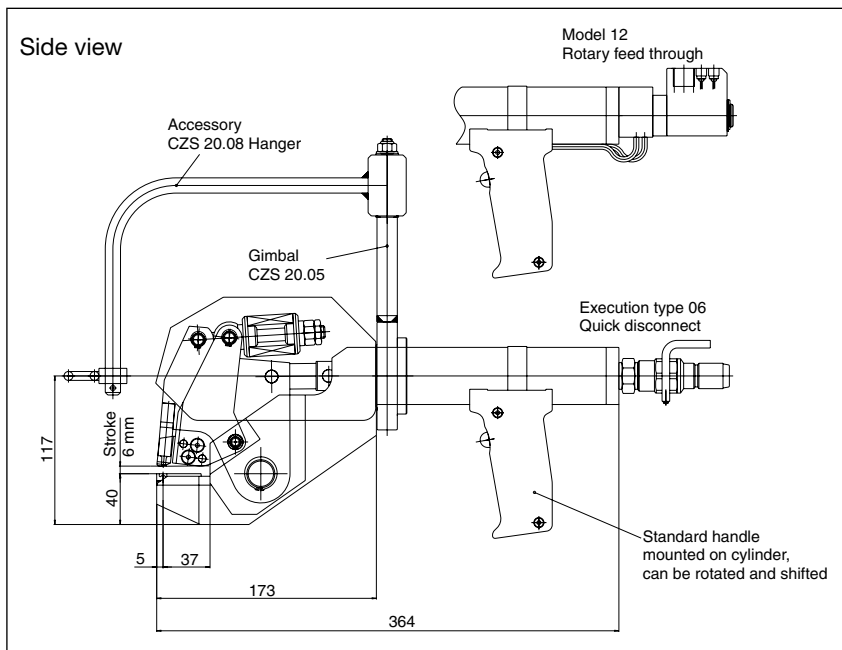 Side view
Model 12
Rotary feed through
Accessory
CZS 20.08 Hanger
Gimbal
CZS 20.05
Execution type 06
Quick disconnect
Stroke
6 mm
117
40
5
37
Standard handle
mounted on cylinder,
can be rotated and shifted
173
364